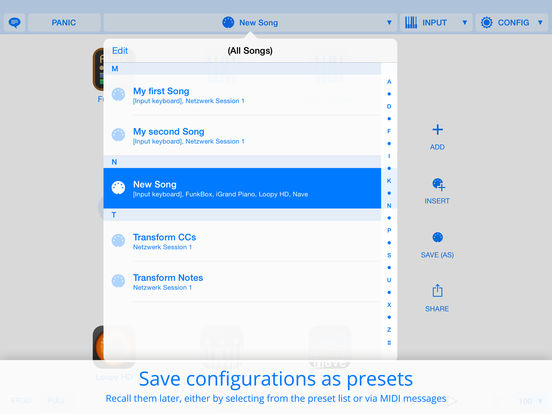 PANIC
New Song
INPUT
CONFIG
Edit
(All Songs)
M
My first Song
[Input keyboard], Netzwerk Session 1
My second Song
[Input keyboard], Netzwerk Session 1
N
New Song
[Input keyboard], FunkBox, iGrand Piano, Loopy HD, Nave
T
Transform CCs
Netzwerk Session 1
Transform Notes
Netzwerk Session 1
A
D
F
I
K
N
P
S
U
X
Z
#
ADD
INSERT
SAVE (AS)
SHARE
Loopy HD
Save configurations as presets
Recall them later, either by selecting from the preset list or via MIDI messages
100